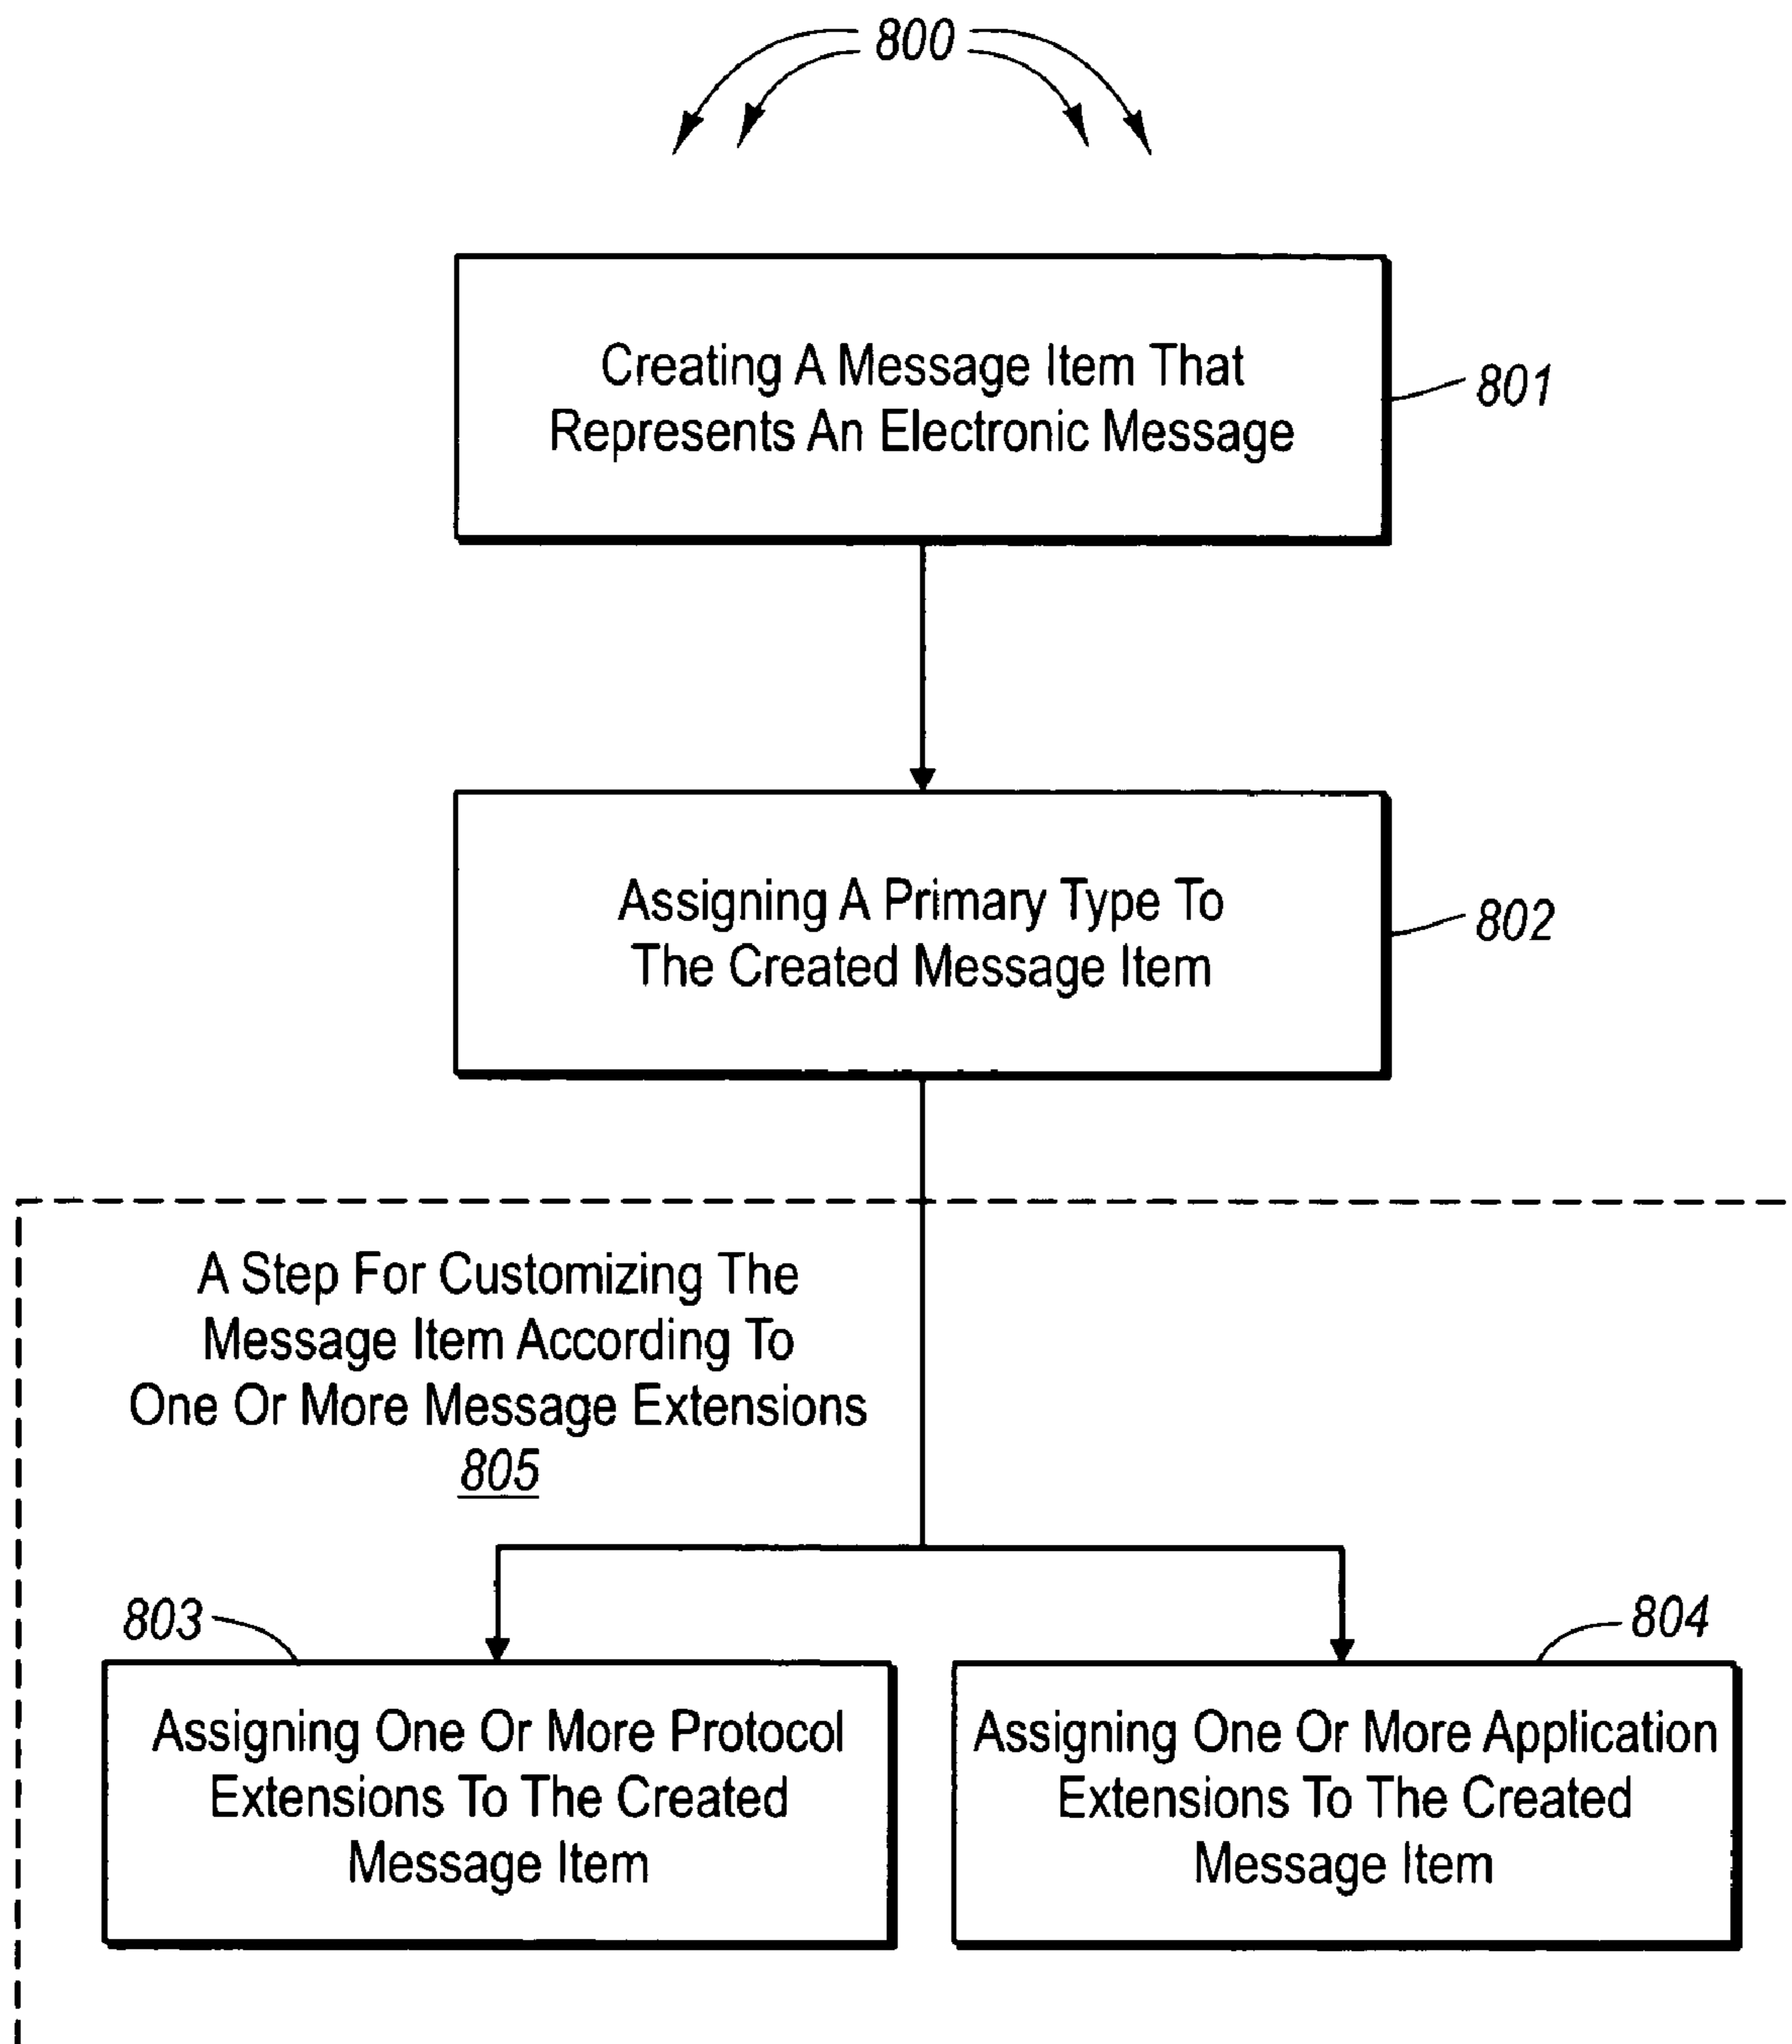 800
Creating A Message Item That
Represents An Electronic Message
801
Assigning A Primary Type To
The Created Message Item
802
A Step For Customizing The
Message Item According To
One Or More Message Extensions
805
803
Assigning One Or More Protocol
Extensions To The Created
Message Item
804
Assigning One Or More Application
Extensions To The Created
Message Item